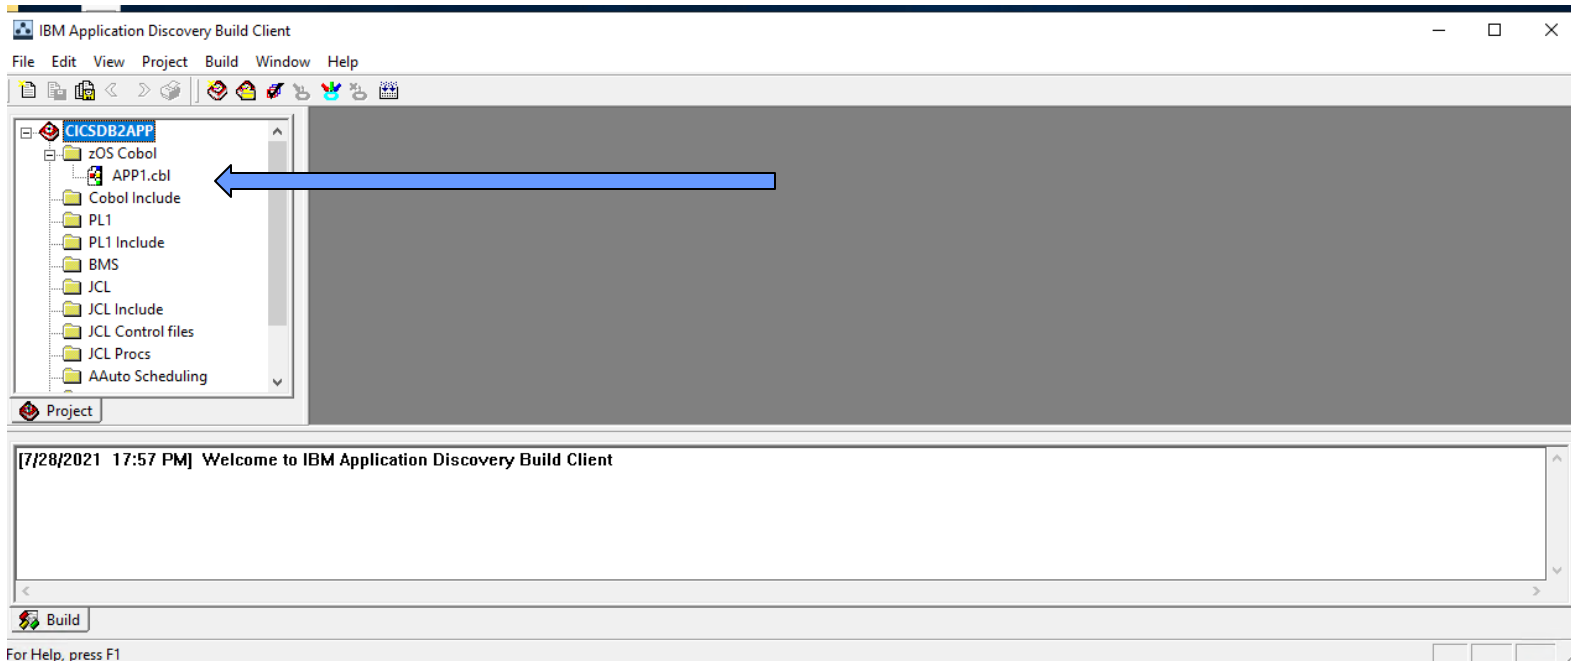 IBM Application Discovery Build Client
File Edit View Project Build Window Help
CICSDB2APP
zOS Cobol
APP1.cbl
Cobol Include
PL1
PL1 Include
BMS
JCL
JCL Include
JCL Control files
JCL Procs
AAuto Scheduling
Project
[7/28/2021 17:57 PM] Welcome to IBM Application Discovery Build Client
Build
For Help, press F1